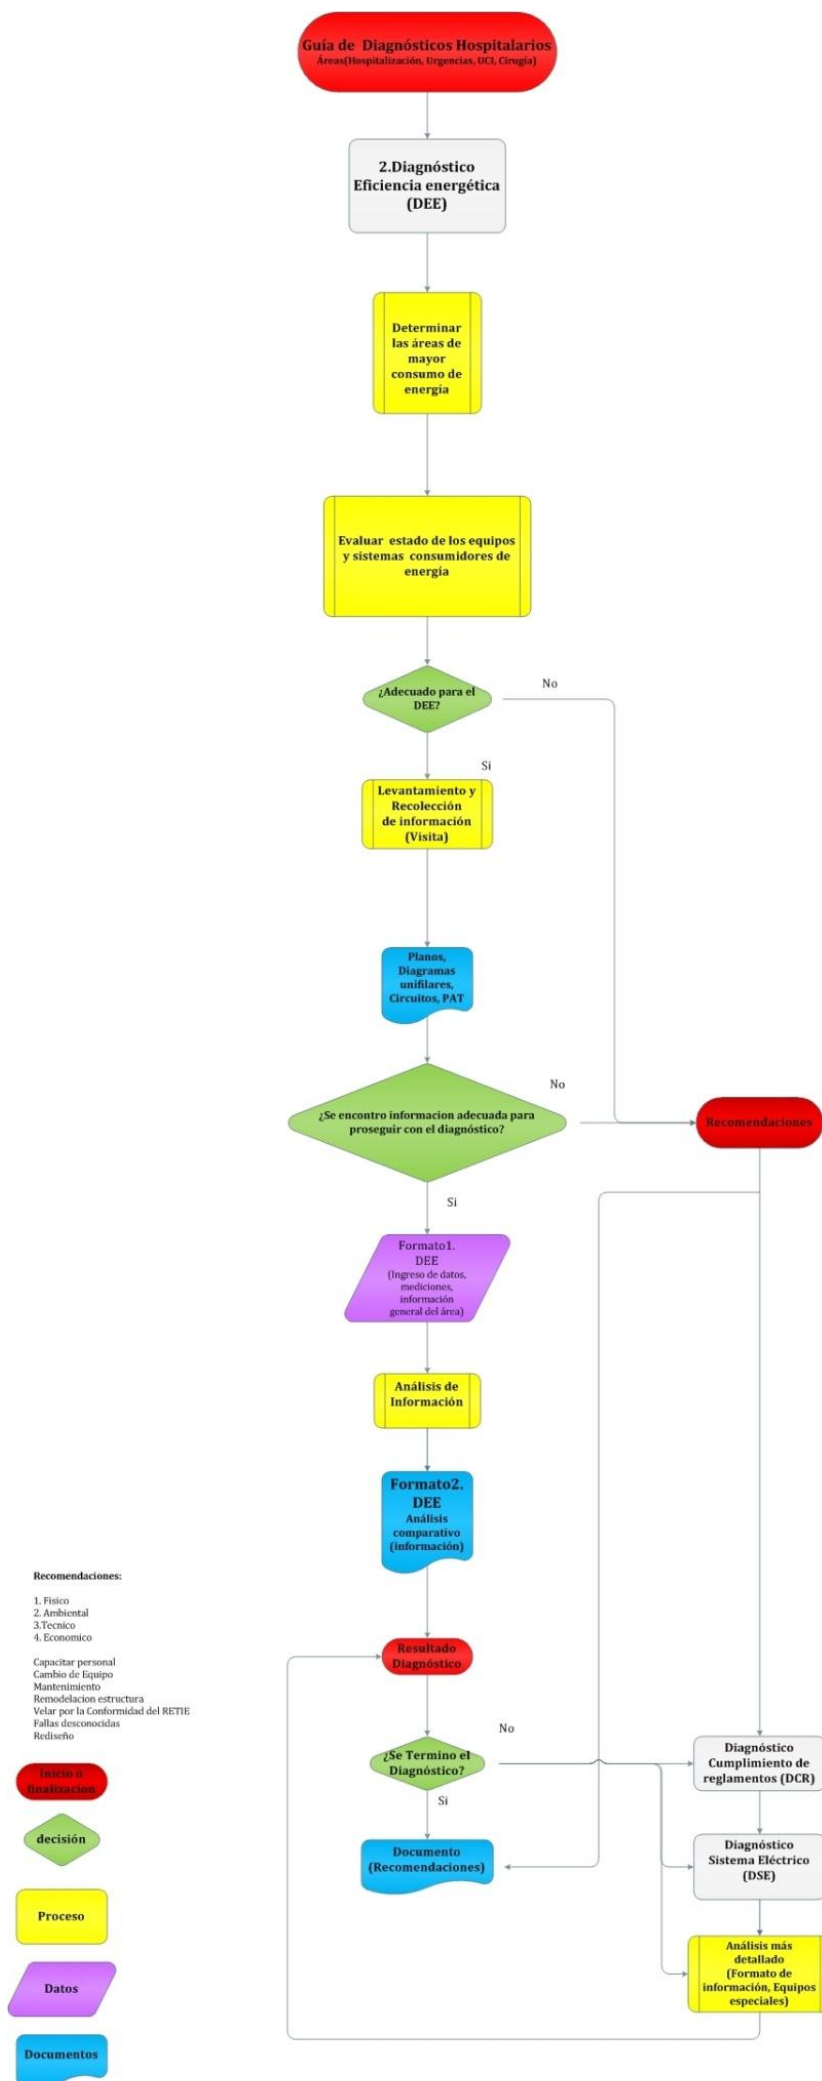 Guía de Diagnósticos Hospitalarios
Áreas(Hospitalización, Urgencias, UCI, Cirugía)
2.Diagnóstico
Eficiencia energética
(DEE)
Determinar
las áreas de
mayor
consumo de
energía
Evaluar estado de los equipos
y sistemas consumidores de
energía
¿Adecuado para el
DEE?
No
Si
Levantamiento y
Recolección
de información
(Visita)
Planos,
Diagramas
unifilares,
Circuitos, PAT
No
¿Se encontro informacion adecuada para
proseguir con el diagnóstico?
Recomendaciones
Si
Formato1.
DEE
(Ingreso de datos,
mediciones,
información
general del área)
Análisis de
Información
Formato2.
DEE
Análisis
comparativo
(información)
Recomendaciones:
1. Fisico
2. Ambiental
3.Tecnico
4. Economico
Capacitar personal
Cambio de Equipo
Mantenimiento
Remodelacion estructura
Velar por la Conformidad del RETIE
Fallas desconocidas
Rediseño
Resultado
Diagnóstico
No
¿Se Termino el
Diagnóstico?
Si
Diagnóstico
Cumplimiento de
reglamentos (DCR)
Documento
(Recomendaciones)
Diagnóstico
Sistema Eléctrico
(DSE)
Análisis más
detallado
(Formato de
información, Equipos
especiales)
Inicio o
finalizacion
decisión
Proceso
Datos
Documentos